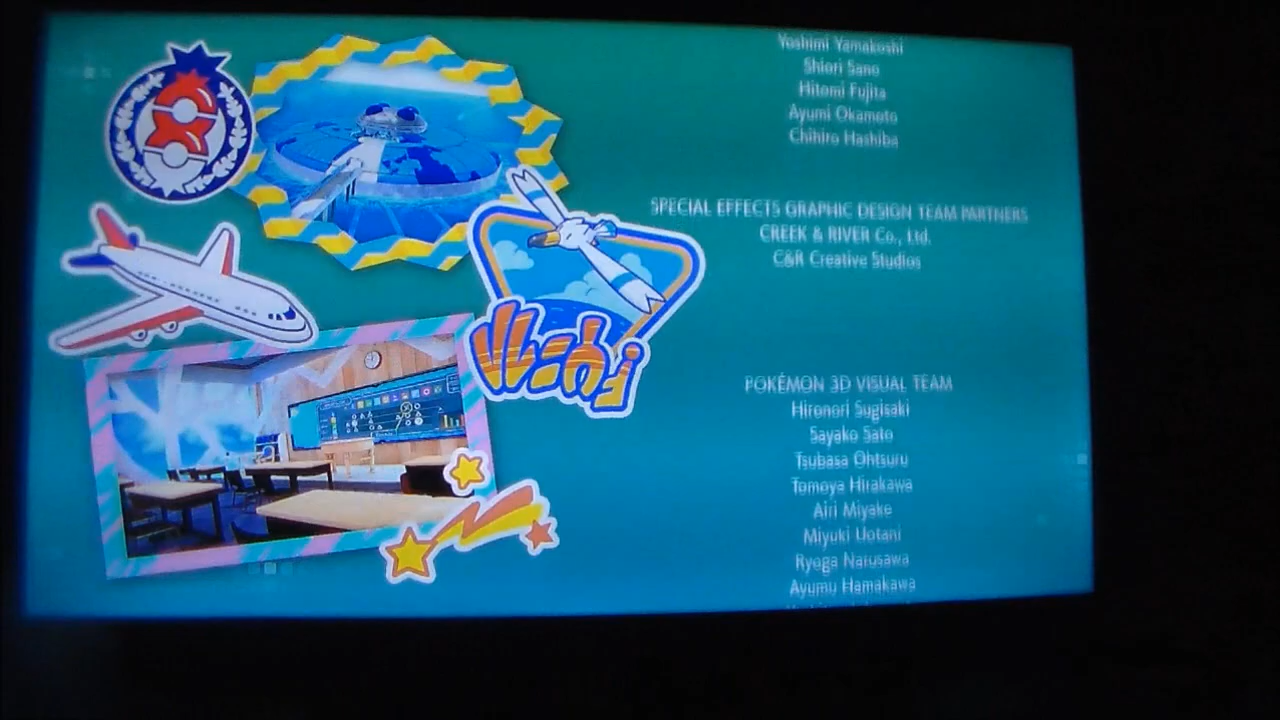 Yoshimi Yamakoshi
Shiori Sano
Hitomi Fujita
Ayumi Okamoto
Chihiro Hashiba
SPECIAL EFFECTS GRAPHIC DESIGN TEAM PARTNERS
CREEK & RIVER Co., Ltd.
C&R Creative Studios
POKÉMON 3D VISUAL TEAM
Hironori Sugisaki
Sayako Sato
Tsubasa Ohtsuru
Tomoya Hirakawa
Airi Miyake
Miyuki Uotani
Ryoga Narusawa
Ayumu Hamakawa